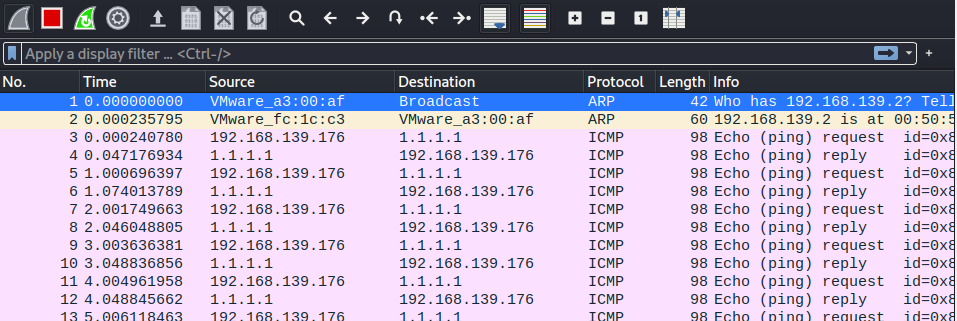 Apply a display filter ... <Ctrl-/>
No. Time Source Destination Protocol Length Info
1 0.000000000 VMware_a3:00:af Broadcast ARP 42 Who has 192.168.139.2? Tell
2 0.000235795 VMware_fc:1c:c3 VMware_a3:00:af ARP 60 192.168.139.2 is at 00:50:5
3 0.000240780 192.168.139.176 1.1.1.1 ICMP 98 Echo (ping) request id=0x8
4 0.047176934 1.1.1.1 192.168.139.176 ICMP 98 Echo (ping) reply id=0x8
5 1.000696397 192.168.139.176 1.1.1.1 ICMP 98 Echo (ping) request id=0x8
6 1.074013789 1.1.1.1 192.168.139.176 ICMP 98 Echo (ping) reply id=0x8
7 2.001749663 192.168.139.176 1.1.1.1 ICMP 98 Echo (ping) request id=0x8
8 2.046048805 1.1.1.1 192.168.139.176 ICMP 98 Echo (ping) reply id=0x8
9 3.003636381 192.168.139.176 1.1.1.1 ICMP 98 Echo (ping) request id=0x8
10 3.048836856 1.1.1.1 192.168.139.176 ICMP 98 Echo (ping) reply id=0x8
11 4.004961958 192.168.139.176 1.1.1.1 ICMP 98 Echo (ping) request id=0x8
12 4.048845662 1.1.1.1 192.168.139.176 ICMP 98 Echo (ping) reply id=0x8
13 5.006118463 192.168.139.176 1.1.1.1 ICMP 98 Echo (ping) request id=0x8